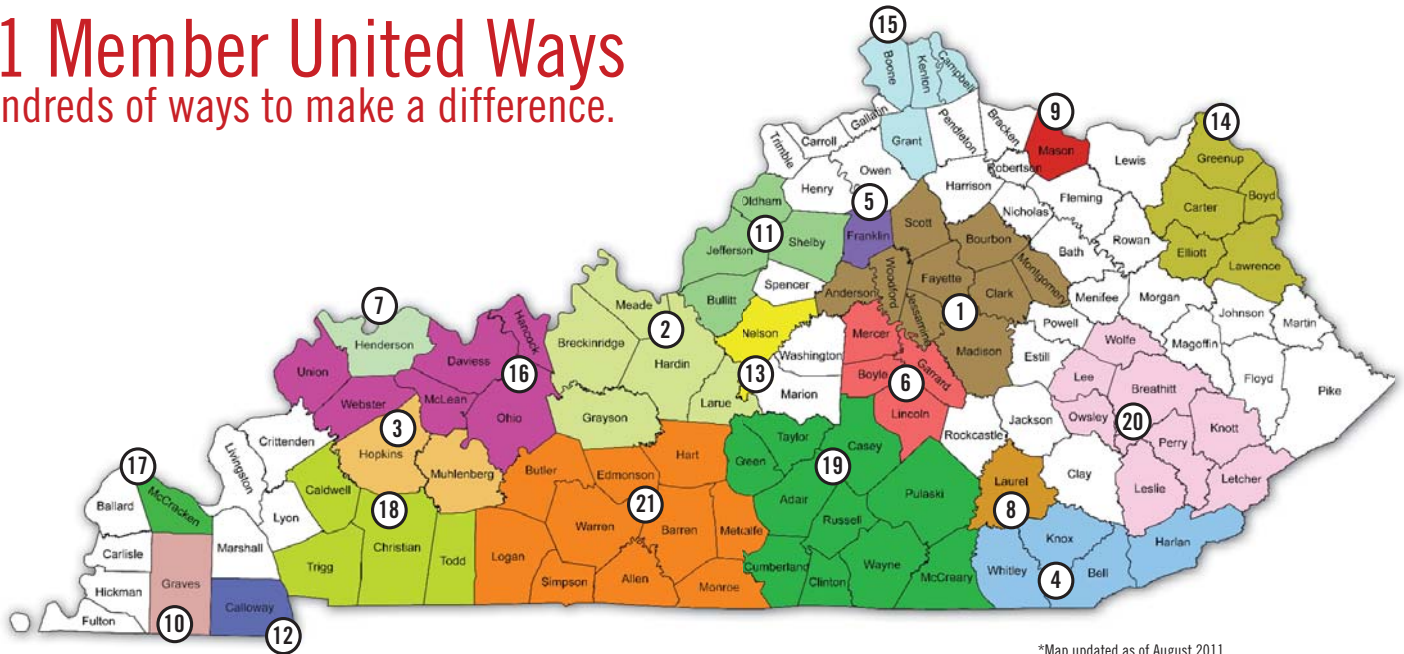 1 Member United Ways
ndreds of ways to make a difference.
15
Boone
Kenton
Campbell
9
14
Gallatin
Carroll
Trimble
Grant
Pendleton
Bracken
Mason
Robertson
Lewis
Greenup
Owen
Henry
Harrison
Fleming
Carter
Boyd
5
Oldham
Nicholas
11
Jefferson
Shelby
Franklin
Scott
Bourbon
Bath
Rowan
Elliott
Lawrence
Montgomery
Spencer
Bullitt
Anderson
Woodford
Fayette
Clark
Menifee
Morgan
7
Henderson
Hancock
Meade
2
Breckinridge
Hardin
Nelson
Jessamine
1
Powell
Johnson
Martin
Mercer
Washington
Madison
Estill
Wolfe
Magoffin
Union
Daviess
16
13
Boyle
6
Garrard
Lee
Breathitt
Floyd
Pike
Webster
McLean
Ohio
Larue
Marion
Lincoln
3
Grayson
Jackson
Owsley
20
Knott
Perry
Crittenden
Hopkins
Muhlenberg
Taylor
Casey
Rockcastle
Livingston
17
McCracken
Butler
Edmonson
Hart
Green
19
Clay
Leslie
Letcher
Ballard
Caldwell
18
21
Adair
Pulaski
Laurel
8
Lyon
Warren
Barren
Metcalfe
Russell
Knox
Harlan
Carlisle
Marshall
Trigg
Christian
Todd
Logan
Simpson
Allen
Monroe
Cumberland
Clinton
Wayne
McCreary
Whitley
4
Bell
Hickman
Graves
Fulton
10
Calloway
12
*Map updated as of August 2011